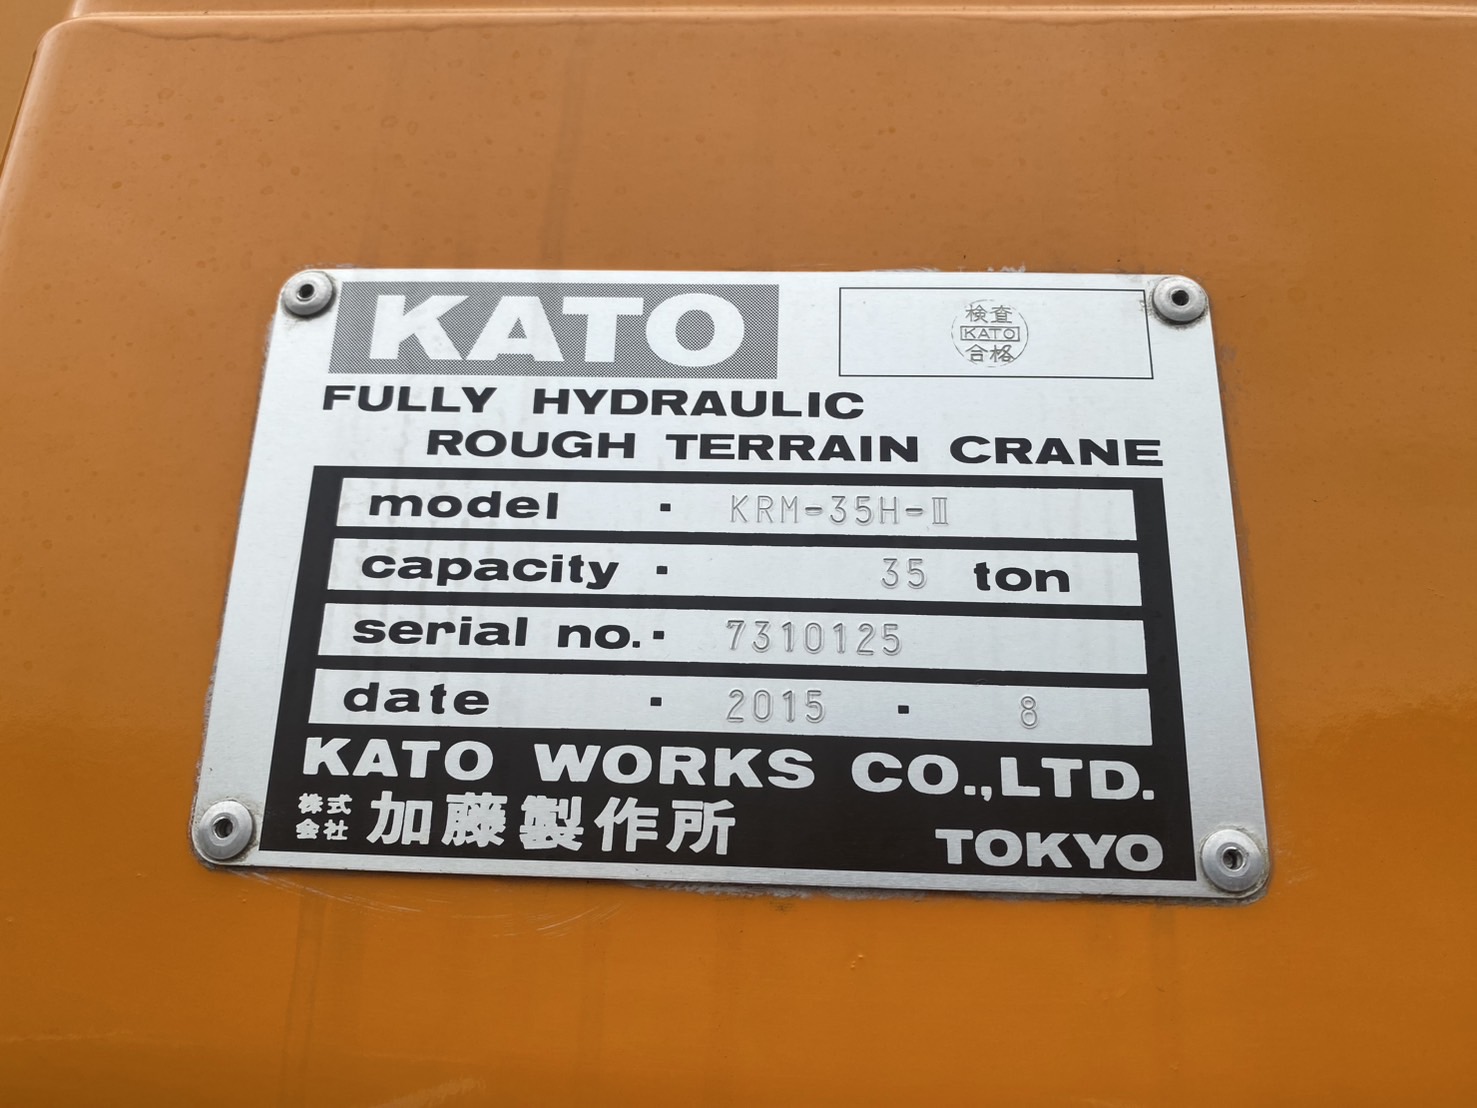 KATO
検査
KATO
合格
FULLY HYDRAULIC
ROUGH TERRAIN CRANE
model · KRM-35H-Ⅲ
capacity · 35 ton
serial no. · 7310125
date · 2015 · 8
KATO WORKS CO.,LTD.
株式会社 加藤製作所
TOKYO